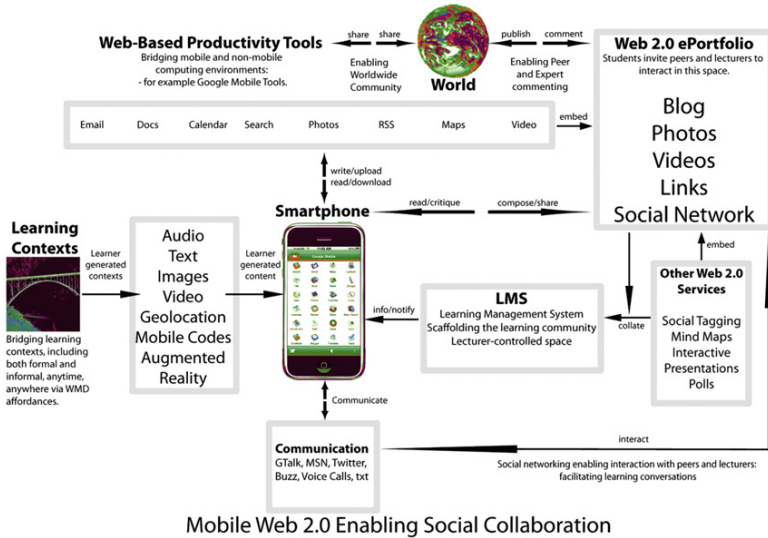 Web-Based Productivity Tools
Bridging mobile and non-mobile
computing environments:
- for example Google Mobile Tools.
share share
Enabling
Worldwide
Community
World
publish comment
Enabling Peer
and Expert
commenting
Web 2.0 ePortfolio
Students invite peers and lecturers to
interact in this space.
Blog
Photos
Videos
Links
Social Network
Email Docs Calendar Search Photos RSS Maps Video
embed
write/upload
read/download
Smartphone
read/critique compose/share
Learning
Contexts
Bridging learning
contexts, including
both formal and
informal, anytime,
anywhere via WMD
affordances.
Learner
generated
contexts
Audio
Text
Images
Video
Geolocation
Mobile Codes
Augmented
Reality
Learner
generated
content
Google Mobile
info/notify
LMS
Learning Management System
Scaffolding the learning community
Lecturer-controlled space
collate
embed
Other Web 2.0
Services
Social Tagging
Mind Maps
Interactive
Presentations
Polls
Communicate
Communication
GTalk, MSN, Twitter,
Buzz, Voice Calls, txt
interact
Social networking enabling interaction with peers and lecturers:
facilitating learning conversations
Mobile Web 2.0 Enabling Social Collaboration